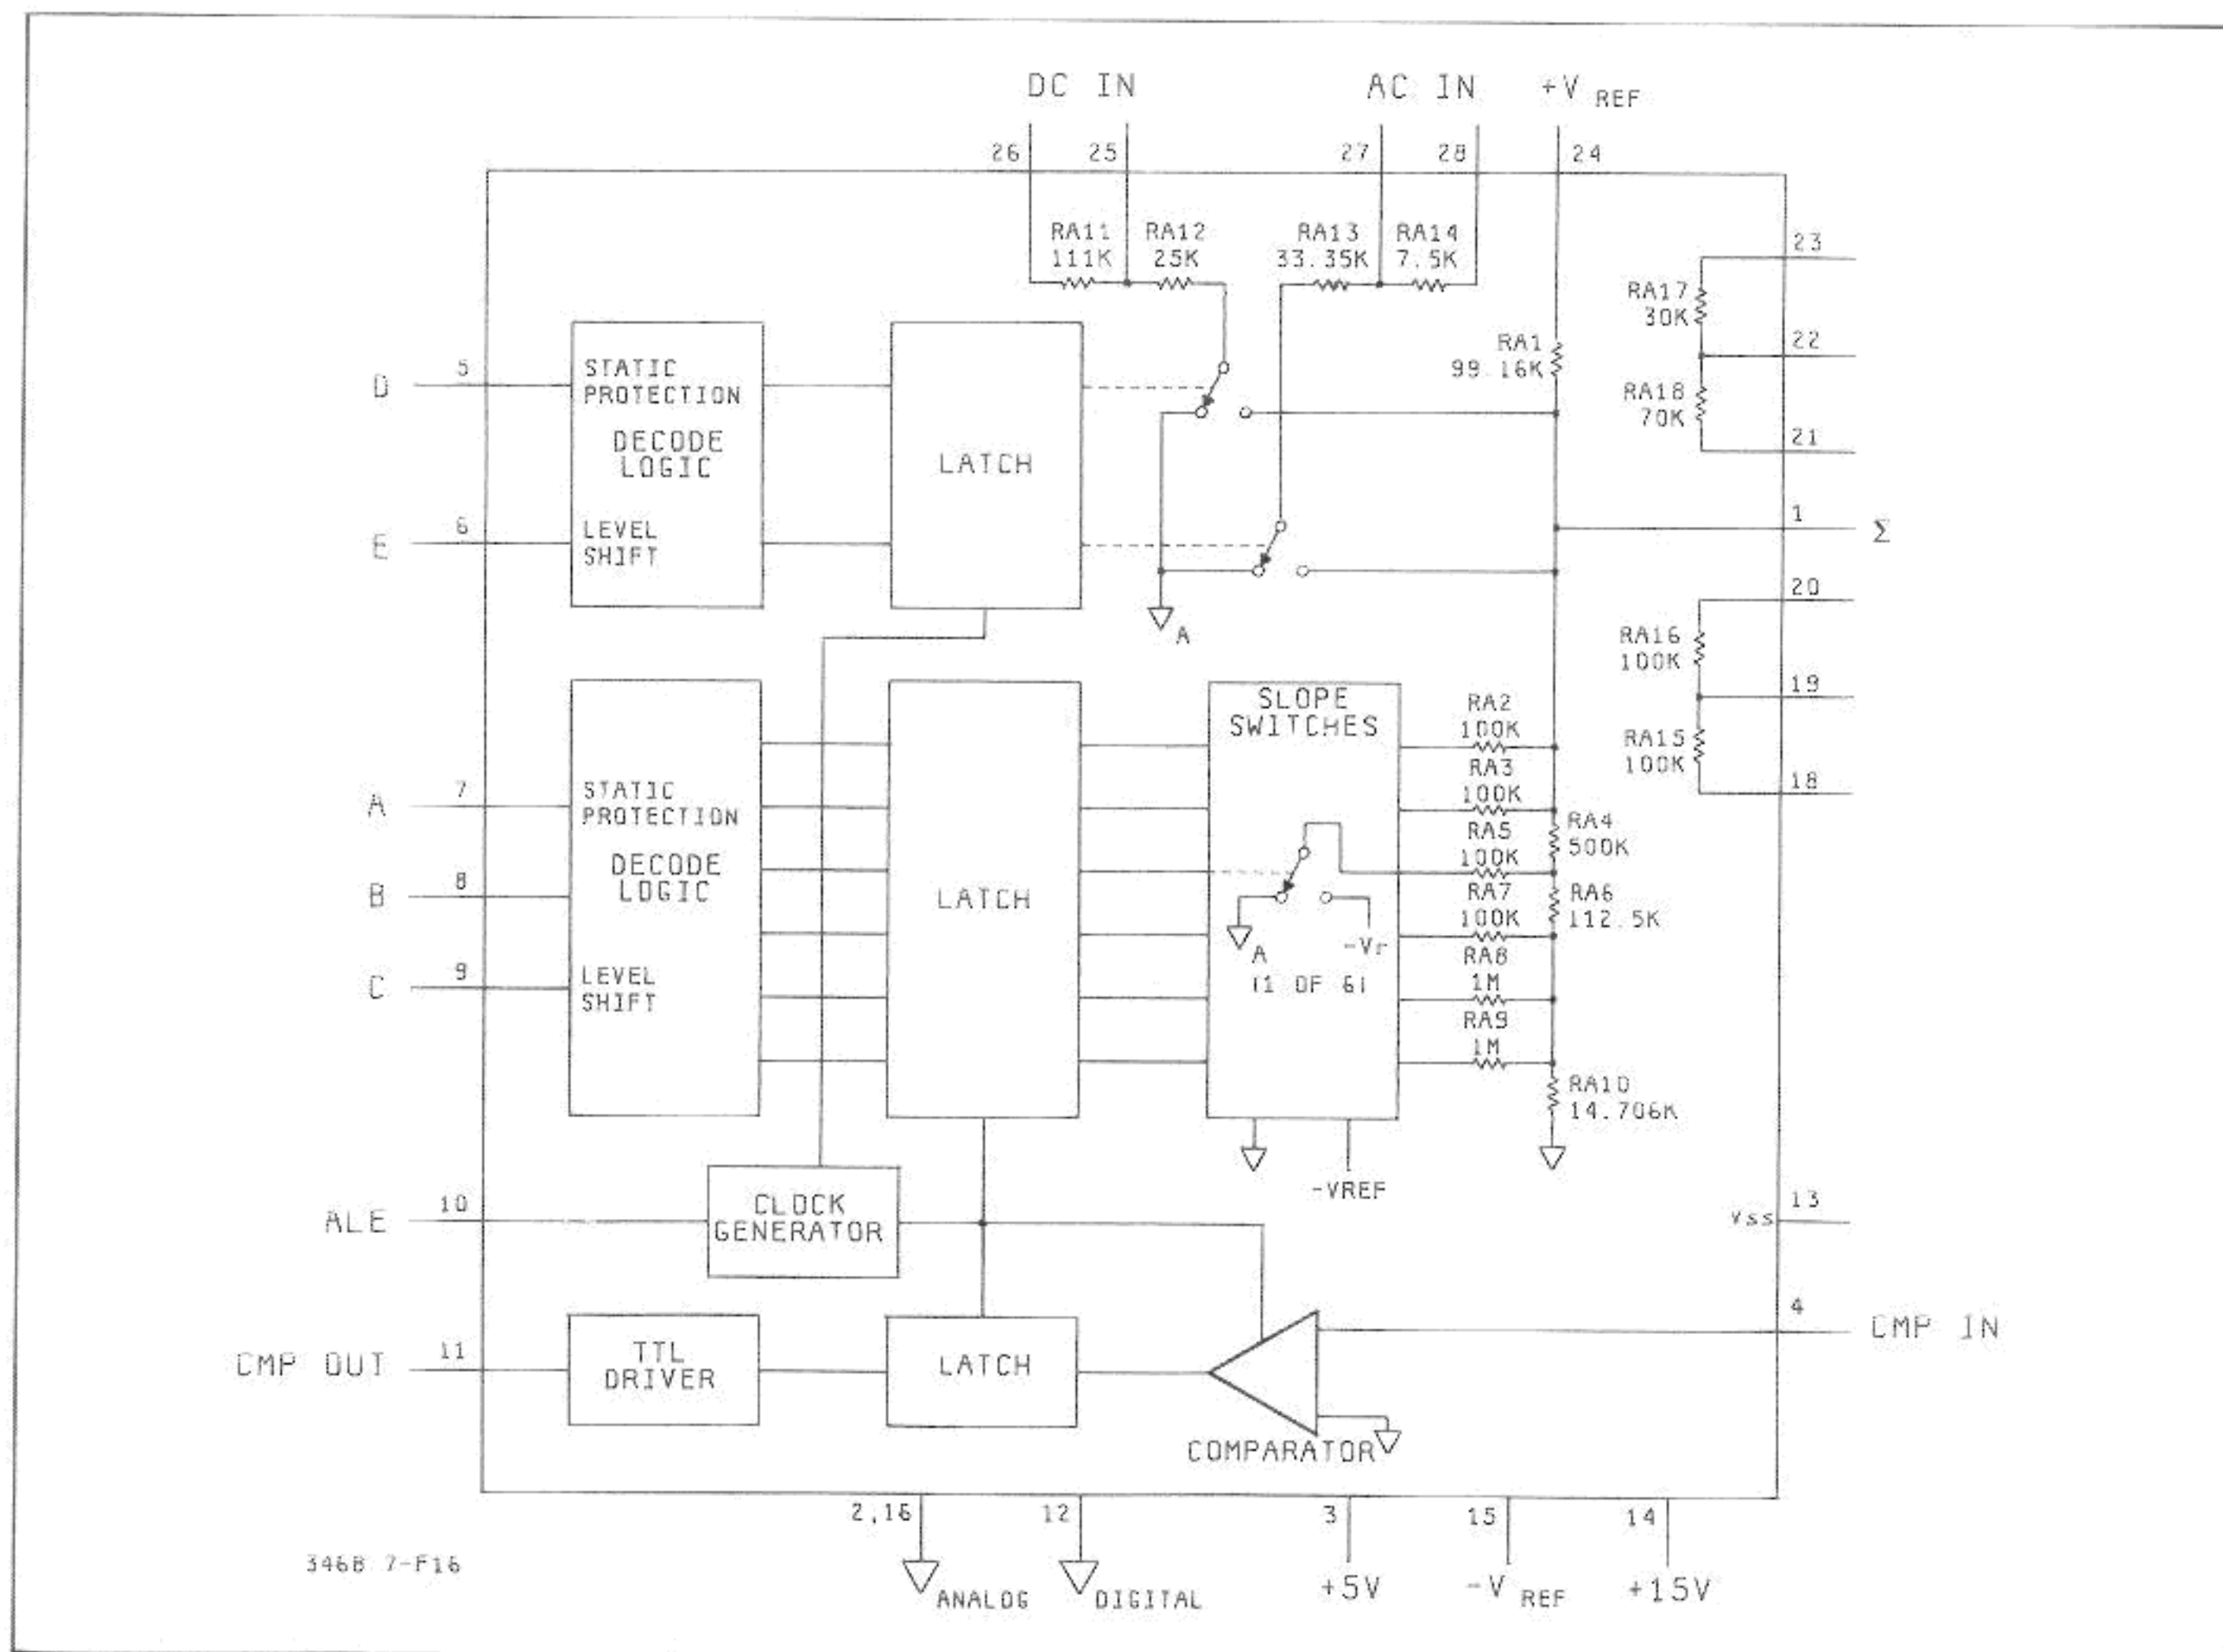 DC IN
AC IN
+V REF
26
25
27
28
24
RA11
111K
RA12
25K
RA13
33.35K
RA14
7.5K
RA1
99.16K
23
RA17
30K
22
RA18
70K
21
D
5
STATIC
PROTECTION
DECODE
LOGIC
LEVEL
SHIFT
E
6
LATCH
A
1
Σ
20
RA16
100K
19
RA15
100K
18
A
7
B
8
C
9
STATIC
PROTECTION
DECODE
LOGIC
LEVEL
SHIFT
LATCH
SLOPE
SWITCHES
A
-Vr
(1 OF 6)
RA2
100K
RA3
100K
RA4
500K
RA5
100K
RA6
112.5K
RA7
100K
RA8
1M
RA9
1M
RA10
14.706K
-VREF
ALE
10
CLOCK
GENERATOR
Vss
13
CMP OUT
11
TTL
DRIVER
LATCH
COMPARATOR
4
CMP IN
2,16
12
3
15
14
ANALOG
DIGITAL
+5V
-V REF
+15V
3468 7-F16